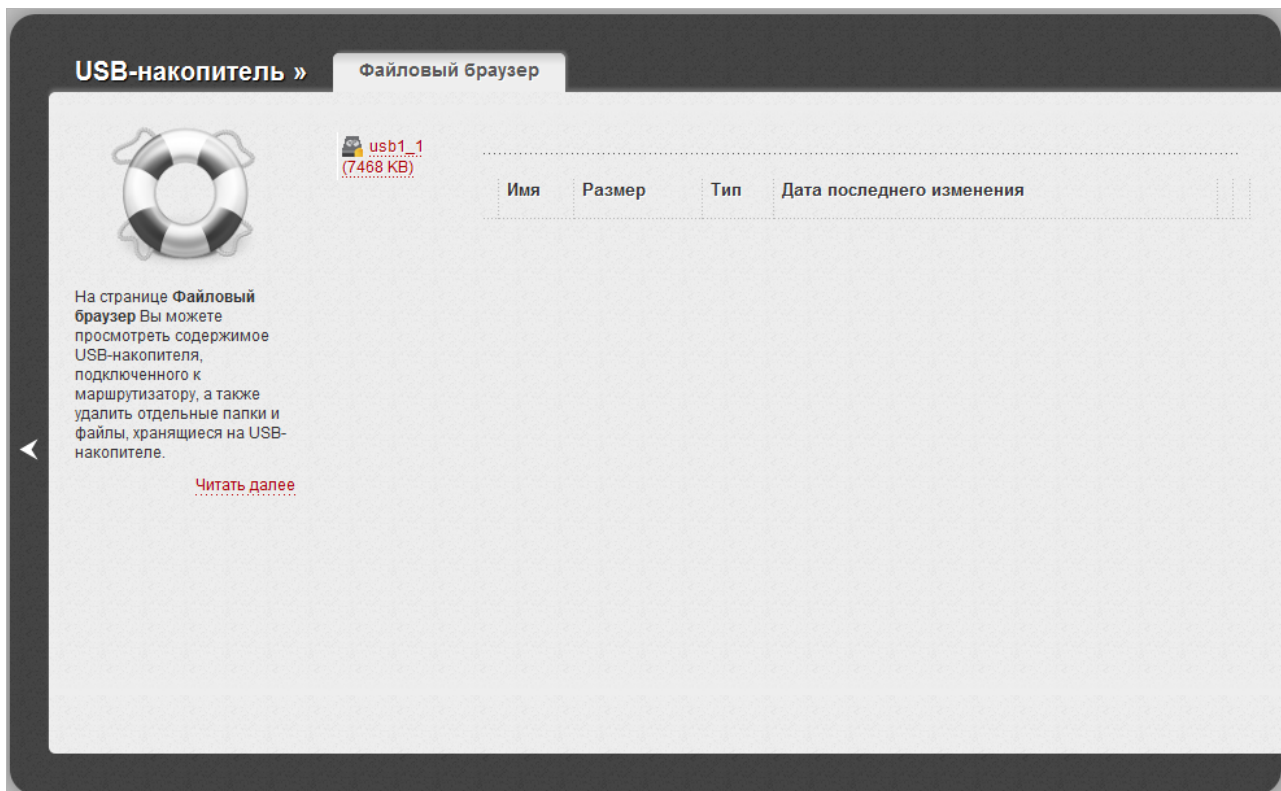 USB-накопитель »
Файловый браузер
usb1_1
(7468 KB)
Имя Размер Тип Дата последнего изменения
На странице Файловый
браузер Вы можете
просмотреть содержимое
USB-накопителя,
подключенного к
маршрутизатору, а также
удалить отдельные папки и
файлы, хранящиеся на USB-
накопителе.
Читать далее